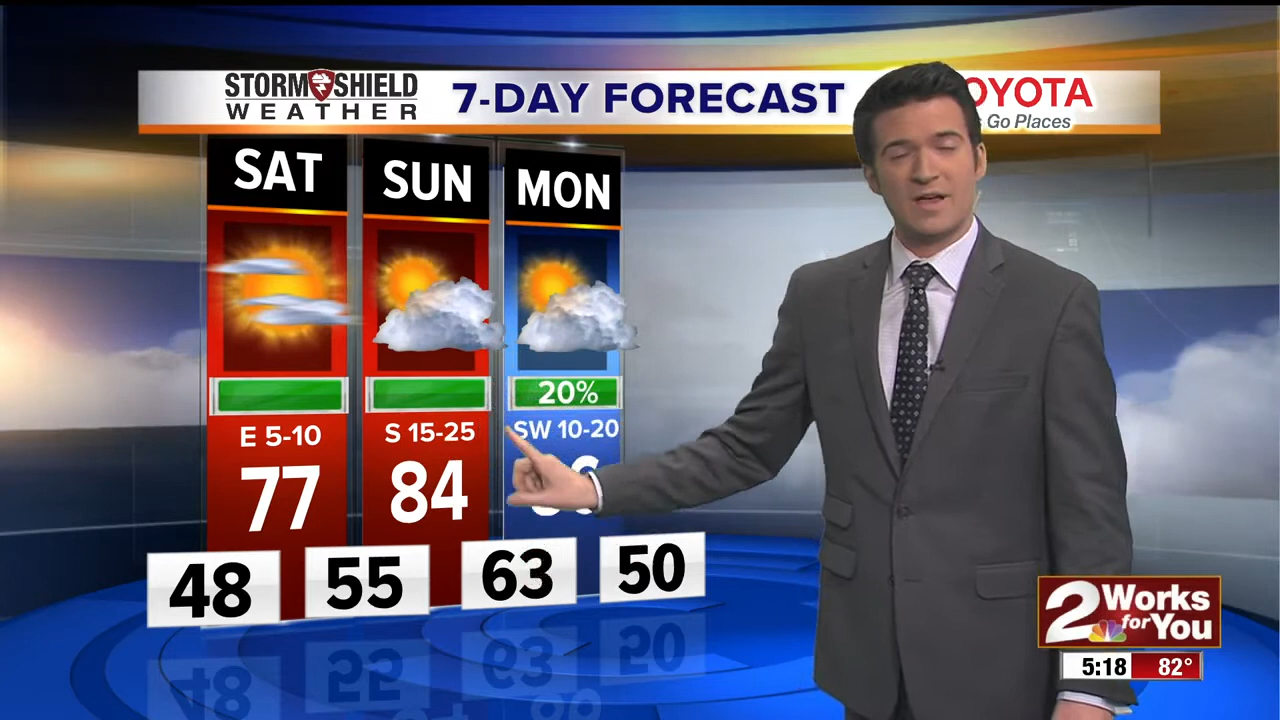 STORM SHIELD
WEATHER
7-DAY FORECAST
OYOTA
Go Places
SAT
SUN
MON
20%
E 5-10
S 15-25
SW 10-20
77
84
48
55
63
50
2 Works
for You
5:18
82°